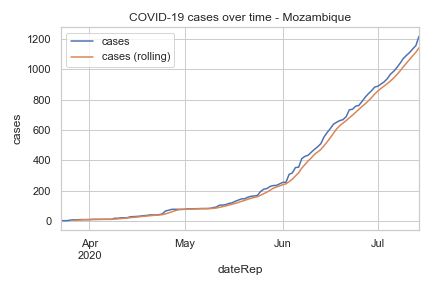 COVID-19 cases over time - Mozambique
cases
cases (rolling)
1200
1000
800
600
400
200
0
cases
Apr
2020
May
Jun
Jul
dateRep